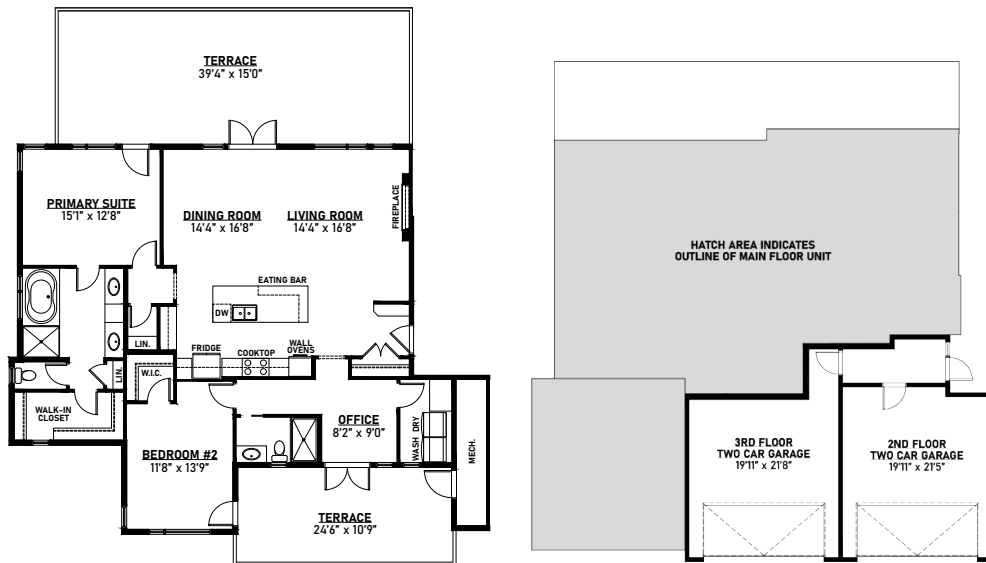 TERRACE
39'4" x 15'0"
PRIMARY SUITE
15'1" x 12'8"
DINING ROOM
14'4" x 16'8"
LIVING ROOM
14'4" x 16'8"
FIREPLACE
EATING BAR
DW
LIN.
FRIDGE
COOKTOP
WALL
OVENS
LIN.
W.I.C.
WALK-IN
CLOSET
BEDROOM #2
11'8" x 13'9"
OFFICE
8'2" x 9'0"
WASH DRY
MECH.
TERRACE
24'6" x 10'9"
HATCH AREA INDICATES
OUTLINE OF MAIN FLOOR UNIT
3RD FLOOR
TWO CAR GARAGE
19'11" x 21'8"
2ND FLOOR
TWO CAR GARAGE
19'11" x 21'5"